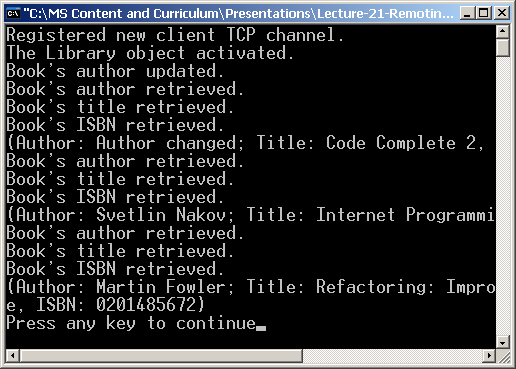 "C:\MS Content and Curriculum\Presentations\Lecture-21-Remotin...
Registered new client TCP channel.
The Library object activated.
Book's author updated.
Book's author retrieved.
Book's title retrieved.
Book's ISBN retrieved.
(Author: Author changed; Title: Code Complete 2,
Book's author retrieved.
Book's title retrieved.
Book's ISBN retrieved.
(Author: Svetlin Nakov; Title: Internet Programmi
Book's author retrieved.
Book's title retrieved.
Book's ISBN retrieved.
(Author: Martin Fowler; Title: Refactoring: Impro
e, ISBN: 0201485672)
Press any key to continue_